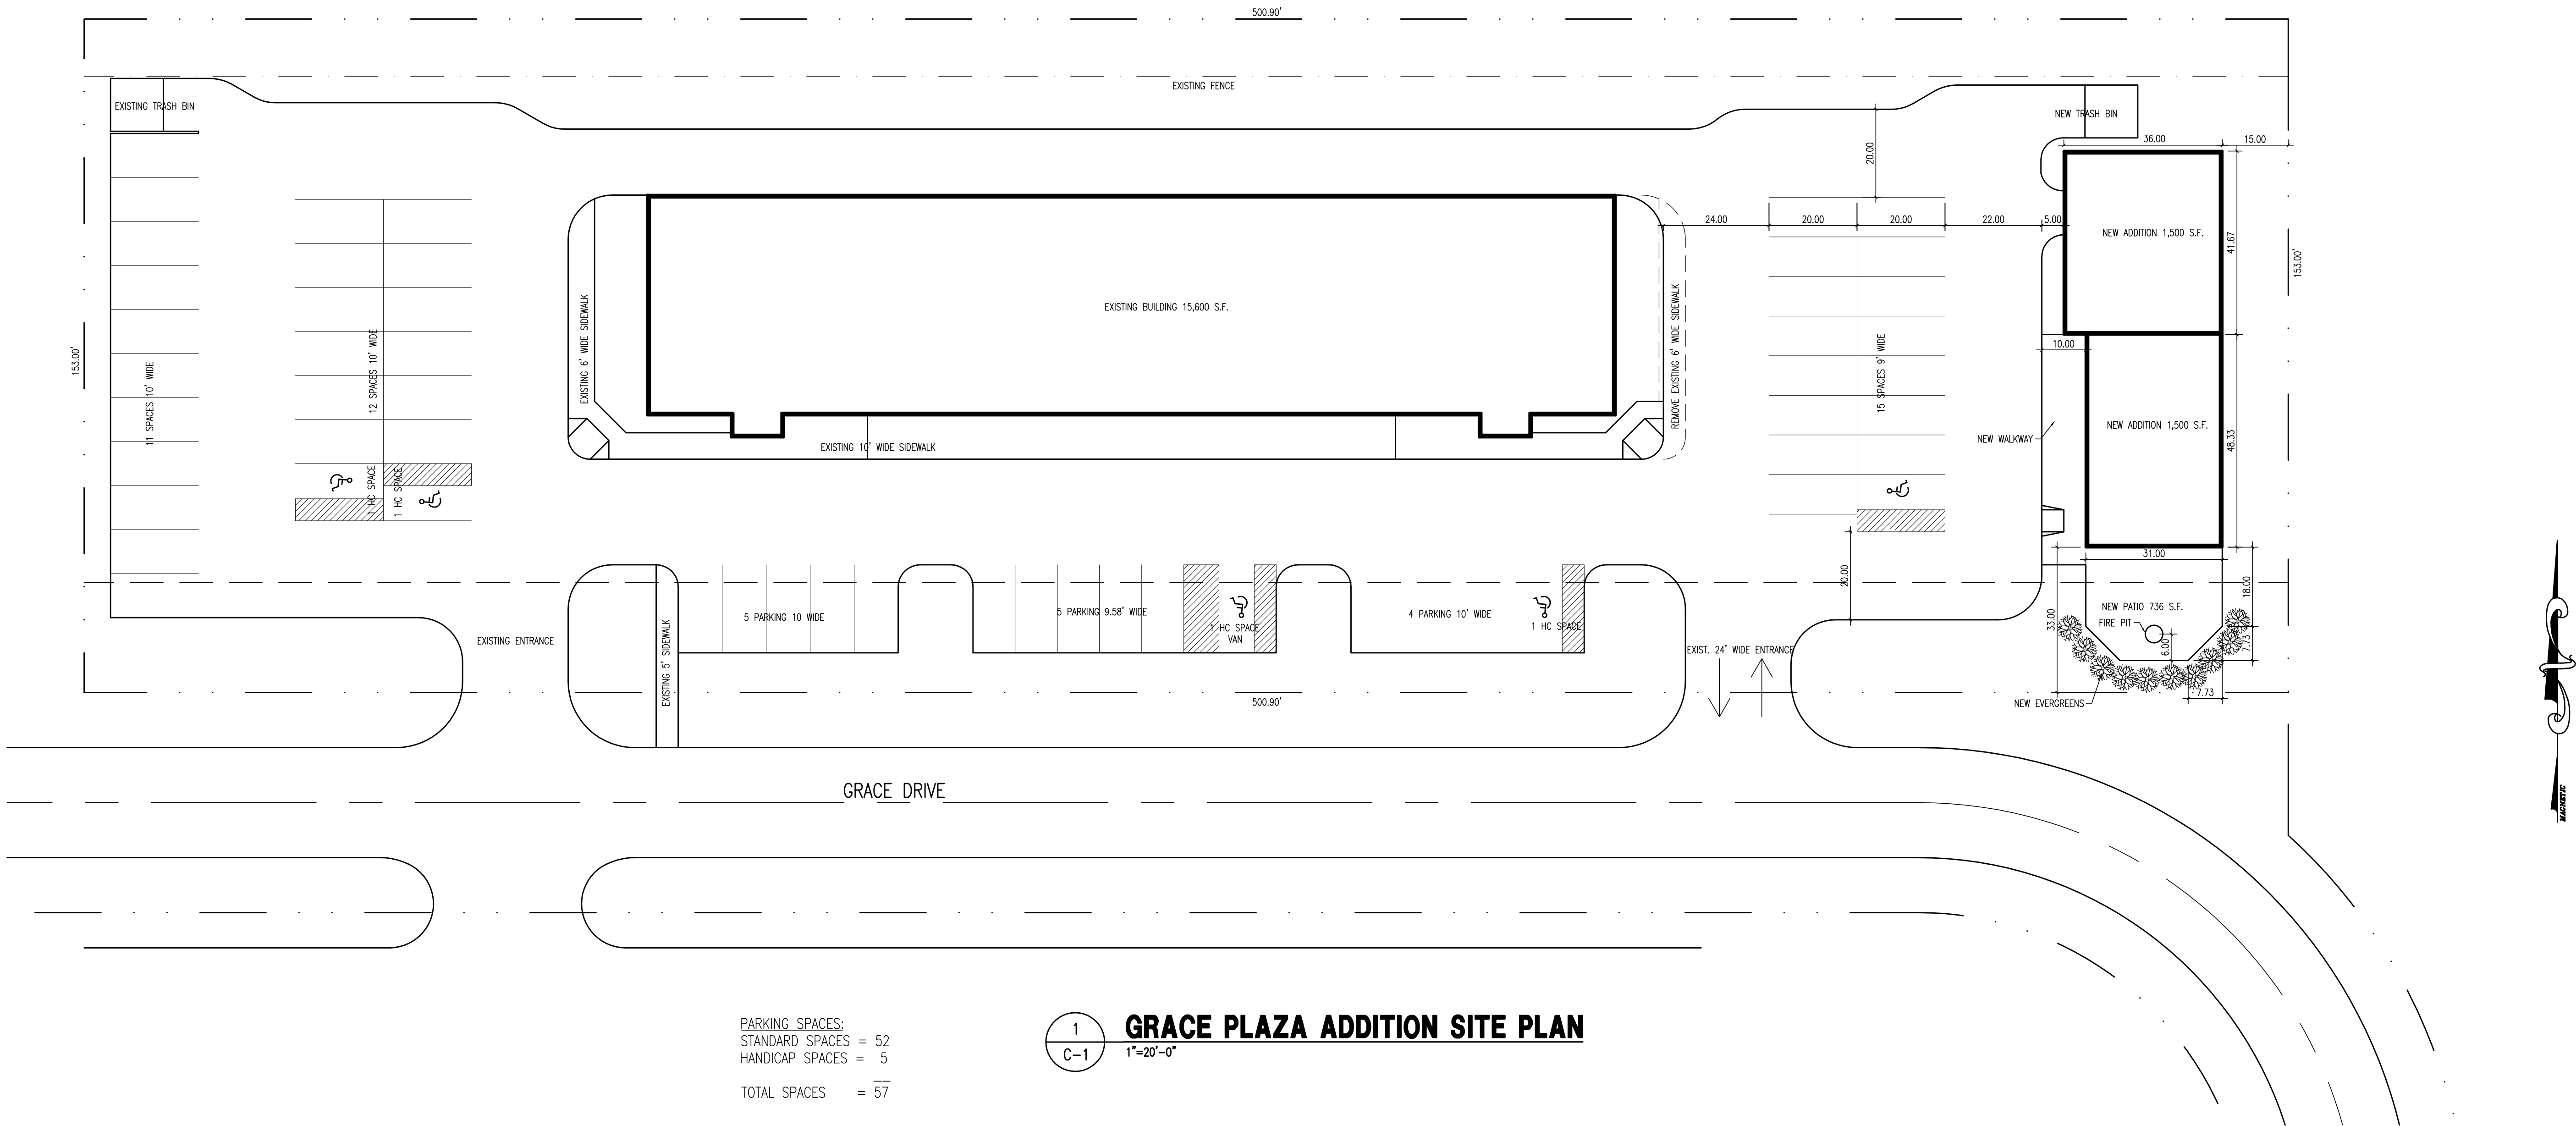 500.90'
EXISTING FENCE
EXISTING TRASH BIN
NEW TRASH BIN
36.00
15.00
20.00
24.00
20.00
20.00
22.00
5.00
NEW ADDITION 1,500 S.F.
41.67
153.00'
EXISTING 6' WIDE SIDEWALK
EXISTING BUILDING 15,600 S.F.
REMOVE EXISTING 6' WIDE SIDEWALK
153.00'
11 SPACES 10' WIDE
12 SPACES 10' WIDE
15 SPACES 9' WIDE
10.00
NEW ADDITION 1,500 S.F.
48.33
NEW WALKWAY
EXISTING 10' WIDE SIDEWALK
1 HC SPACE
1 HC SPACE
31.00
20.00
18.00
33.00
NEW PATIO 736 S.F.
FIRE PIT
6.00
7.73
7.73
NEW EVERGREENS
5 PARKING 10 WIDE
5 PARKING 9.58' WIDE
1 HC SPACE
VAN
4 PARKING 10' WIDE
1 HC SPACE
EXISTING ENTRANCE
EXISTING 5' SIDEWALK
EXIST. 24' WIDE ENTRANCE
500.90'
MAGNETIC
GRACE DRIVE
PARKING SPACES:
STANDARD SPACES = 52
HANDICAP SPACES = 5
TOTAL SPACES = 57
1
C-1
GRACE PLAZA ADDITION SITE PLAN
1"=20'-0"